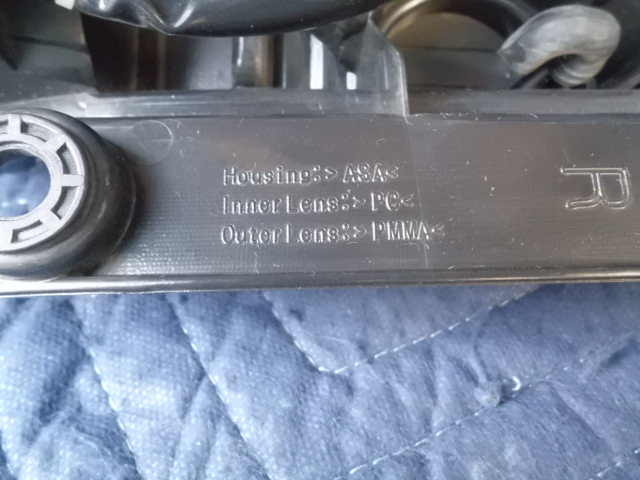 Housing:>ASA<
InnerLens:>PC<
OuterLens:>PMMA<
R